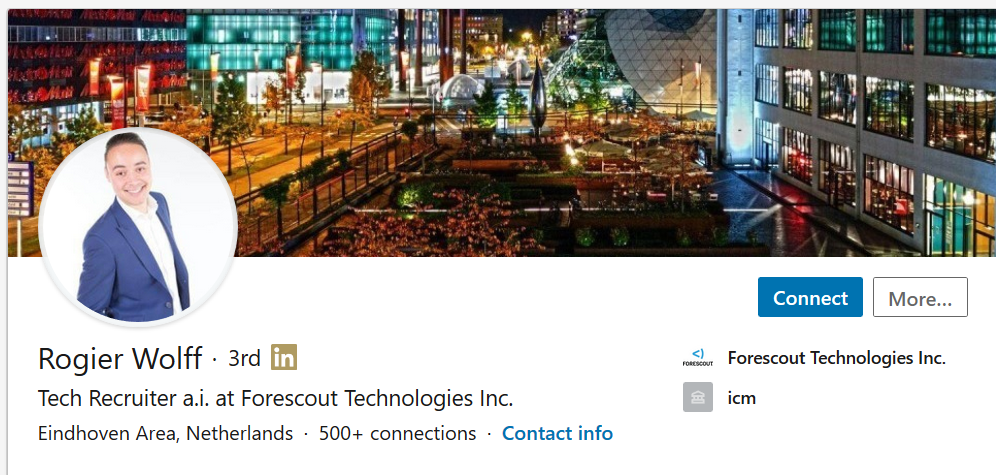 Connect
More...
Rogier Wolff · 3rd in
Tech Recruiter a.i. at Forescout Technologies Inc.
Eindhoven Area, Netherlands · 500+ connections · Contact info
FORESCOUT
Forescout Technologies Inc.
icm